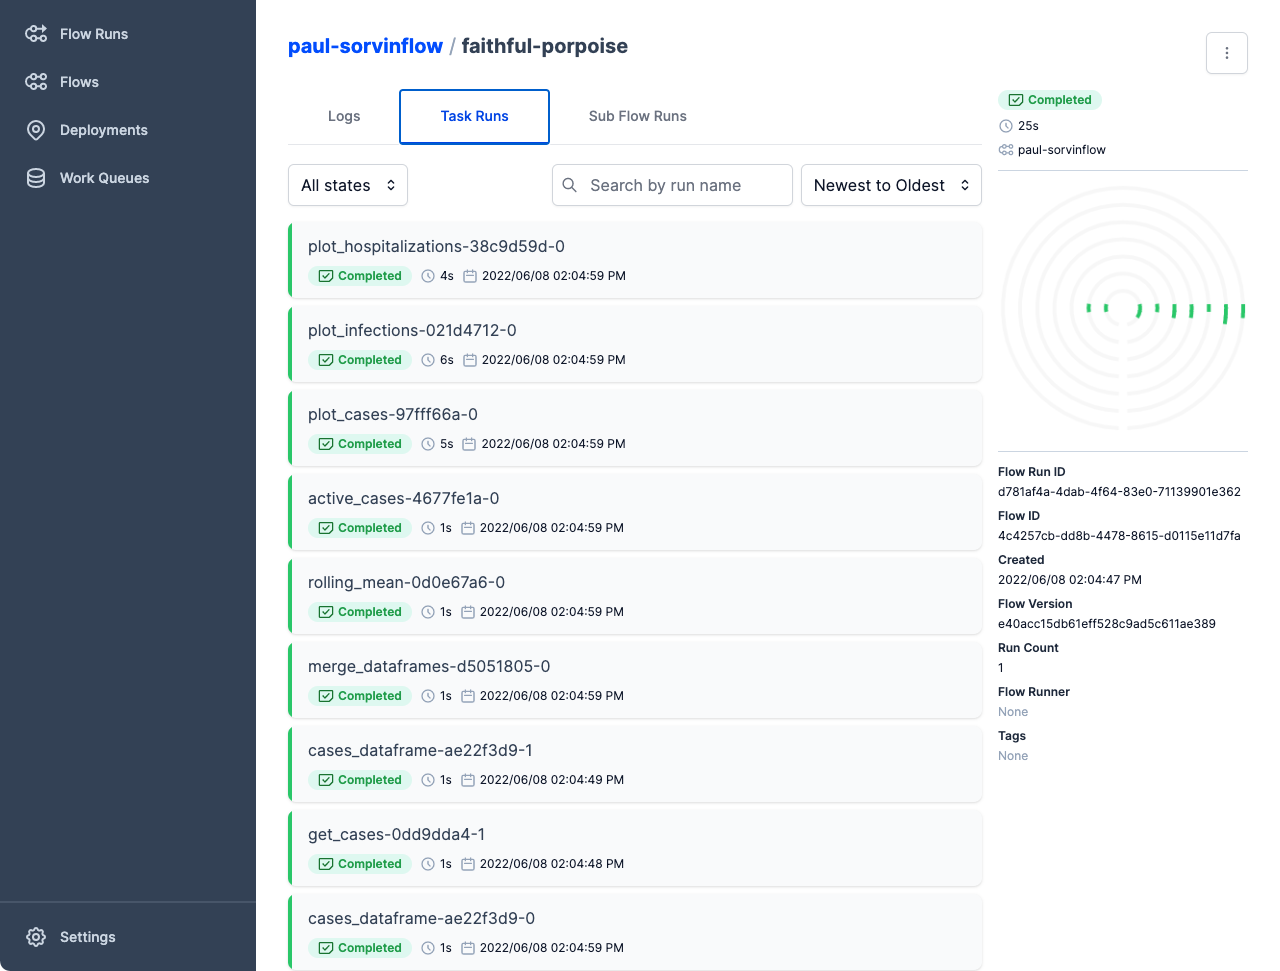 Flow Runs
Flows
Deployments
Work Queues
Settings
paul-sorvinflow / faithful-porpoise
Logs
Task Runs
Sub Flow Runs
All states
Search by run name
Newest to Oldest
plot_hospitalizations-38c9d59d-0
Completed 4s 2022/06/08 02:04:59 PM
plot_infections-021d4712-0
Completed 6s 2022/06/08 02:04:59 PM
plot_cases-97fff66a-0
Completed 5s 2022/06/08 02:04:59 PM
active_cases-4677fe1a-0
Completed 1s 2022/06/08 02:04:59 PM
rolling_mean-0d0e67a6-0
Completed 1s 2022/06/08 02:04:59 PM
merge_dataframes-d5051805-0
Completed 1s 2022/06/08 02:04:59 PM
cases_dataframe-ae22f3d9-1
Completed 1s 2022/06/08 02:04:49 PM
get_cases-0dd9dda4-1
Completed 1s 2022/06/08 02:04:48 PM
cases_dataframe-ae22f3d9-0
Completed 1s 2022/06/08 02:04:59 PM
Completed
25s
paul-sorvinflow
Flow Run ID
d781af4a-4dab-4f64-83e0-71139901e362
Flow ID
4c4257cb-dd8b-4478-8615-d0115e11d7fa
Created
2022/06/08 02:04:47 PM
Flow Version
e40acc15db61eff528c9ad5c611ae389
Run Count
1
Flow Runner
None
Tags
None